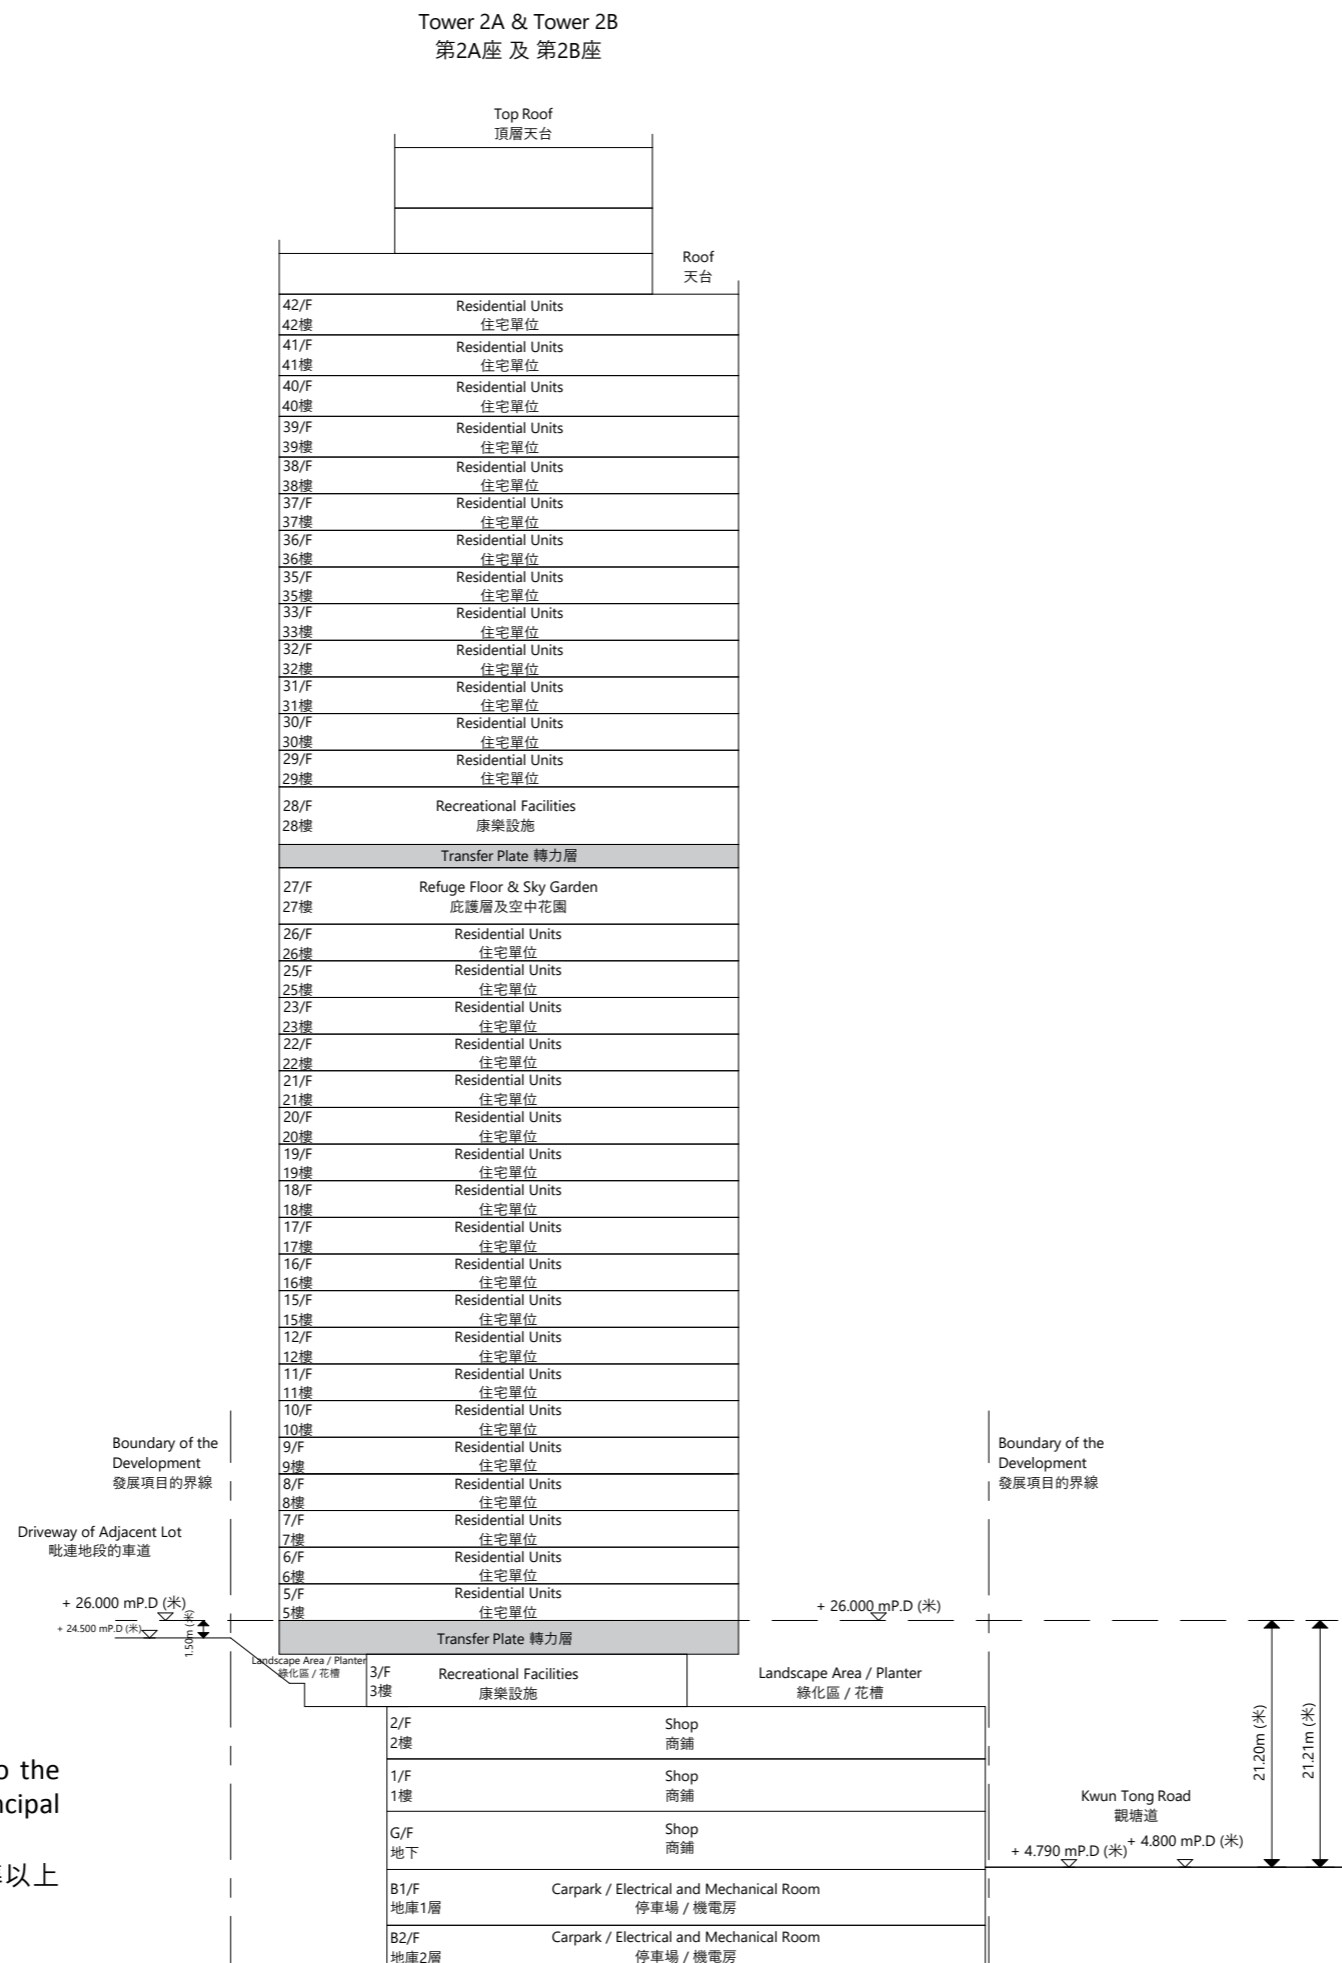 Tower 2A & Tower 2B
第2A座 及 第2B座
Top Roof
頂層天台
Roof
天台
42/F Residential Units
42樓 住宅單位
41/F Residential Units
41樓 住宅單位
40/F Residential Units
40樓 住宅單位
39/F Residential Units
39樓 住宅單位
38/F Residential Units
38樓 住宅單位
37/F Residential Units
37樓 住宅單位
36/F Residential Units
36樓 住宅單位
35/F Residential Units
35樓 住宅單位
33/F Residential Units
33樓 住宅單位
32/F Residential Units
32樓 住宅單位
31/F Residential Units
31樓 住宅單位
30/F Residential Units
30樓 住宅單位
29/F Residential Units
29樓 住宅單位
28/F Recreational Facilities
28樓 康樂設施
Transfer Plate 轉力層
27/F Refuge Floor & Sky Garden
27樓 庇護層及空中花園
26/F Residential Units
26樓 住宅單位
25/F Residential Units
25樓 住宅單位
23/F Residential Units
23樓 住宅單位
22/F Residential Units
22樓 住宅單位
21/F Residential Units
21樓 住宅單位
20/F Residential Units
20樓 住宅單位
19/F Residential Units
19樓 住宅單位
18/F Residential Units
18樓 住宅單位
17/F Residential Units
17樓 住宅單位
16/F Residential Units
16樓 住宅單位
15/F Residential Units
15樓 住宅單位
12/F Residential Units
12樓 住宅單位
11/F Residential Units
11樓 住宅單位
10/F Residential Units
10樓 住宅單位
9/F Residential Units
9樓 住宅單位
8/F Residential Units
8樓 住宅單位
7/F Residential Units
7樓 住宅單位
6/F Residential Units
6樓 住宅單位
5/F Residential Units
5樓 住宅單位
Boundary of the
Development
發展項目的界線
Boundary of the
Development
發展項目的界線
Driveway of Adjacent Lot
毗連地段的車道
+ 26.000 mP.D (米)
+ 24.500 mP.D (米)
1.50m (米)
+ 26.000 mP.D (米)
Transfer Plate 轉力層
Landscape Area / Planter
綠化區 / 花槽
3/F Recreational Facilities
3樓 康樂設施
Landscape Area / Planter
綠化區 / 花槽
2/F Shop
2樓 商鋪
1/F Shop
1樓 商鋪
G/F Shop
地下 商鋪
B1/F Carpark / Electrical and Mechanical Room
地庫1層 停車場 / 機電房
B2/F Carpark / Electrical and Mechanical Room
地庫2層 停車場 / 機電房
21.20m (米)
21.21m (米)
Kwun Tong Road
觀塘道
+ 4.790 mP.D (米)
+ 4.800 mP.D (米)
the
以上